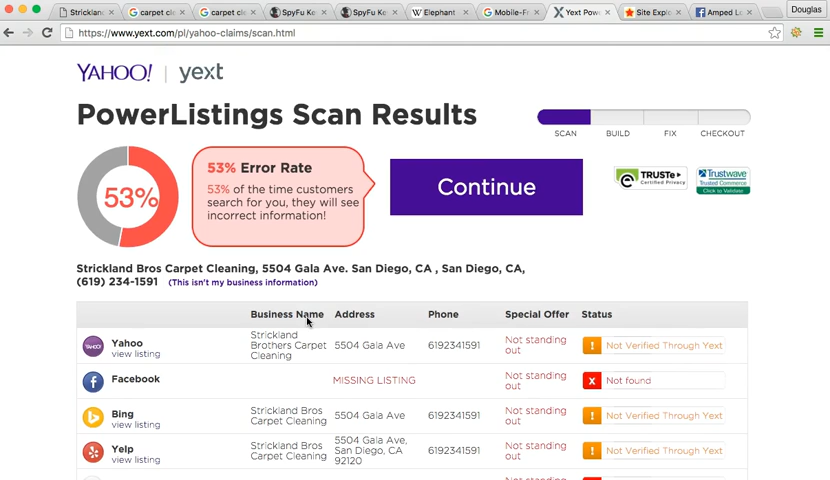 Strickland
carpet cle
carpet cle
SpyFu Ke
SpyFu Ke
Elephant
Mobile-Fr
Yext Pow
Site Explo
Amped Lo
Douglas
https://www.yext.com/pl/yahoo-claims/scan.html
YAHOO! | yext
PowerListings Scan Results
SCAN BUILD FIX CHECKOUT
53%
53% Error Rate
53% of the time customers
search for you, they will see
incorrect information!
Continue
TRUSTe
Certified Privacy
Trustwave
Trusted Commerce
Click to Validate
Strickland Bros Carpet Cleaning, 5504 Gala Ave. San Diego, CA , San Diego, CA,
(619) 234-1591 (This isn't my business information)
Business Name Address Phone Special Offer Status
Yahoo
view listing
Strickland
Brothers Carpet
Cleaning
5504 Gala Ave
6192341591
Not standing
out
! Not Verified Through Yext
Facebook
MISSING LISTING
Not standing
out
x Not found
Bing
view listing
Strickland Bros
Carpet Cleaning
5504 Gala Ave
6192341591
Not standing
out
! Not Verified Through Yext
Yelp
view listing
Strickland Bros
Carpet Cleaning
5504 Gala Ave,
San Diego, CA
92120
6192341591
Not standing
out
! Not Verified Through Yext